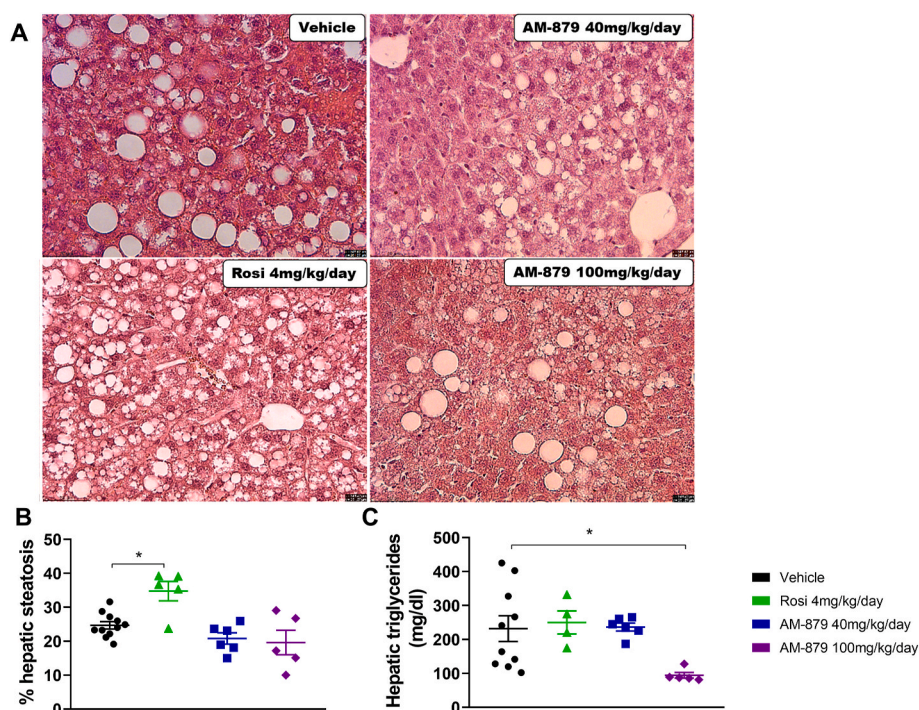 A
Vehicle
AM-879 40mg/kg/day
Rosi 4mg/kg/day
AM-879 100mg/kg/day
B
C
% hepatic steatosis
50
40
30
20
10
0
*
Hepatic triglycerides
(mg/dl)
500
400
300
200
100
0
*
Vehicle
Rosi 4mg/kg/day
AM-879 40mg/kg/day
AM-879 100mg/kg/day